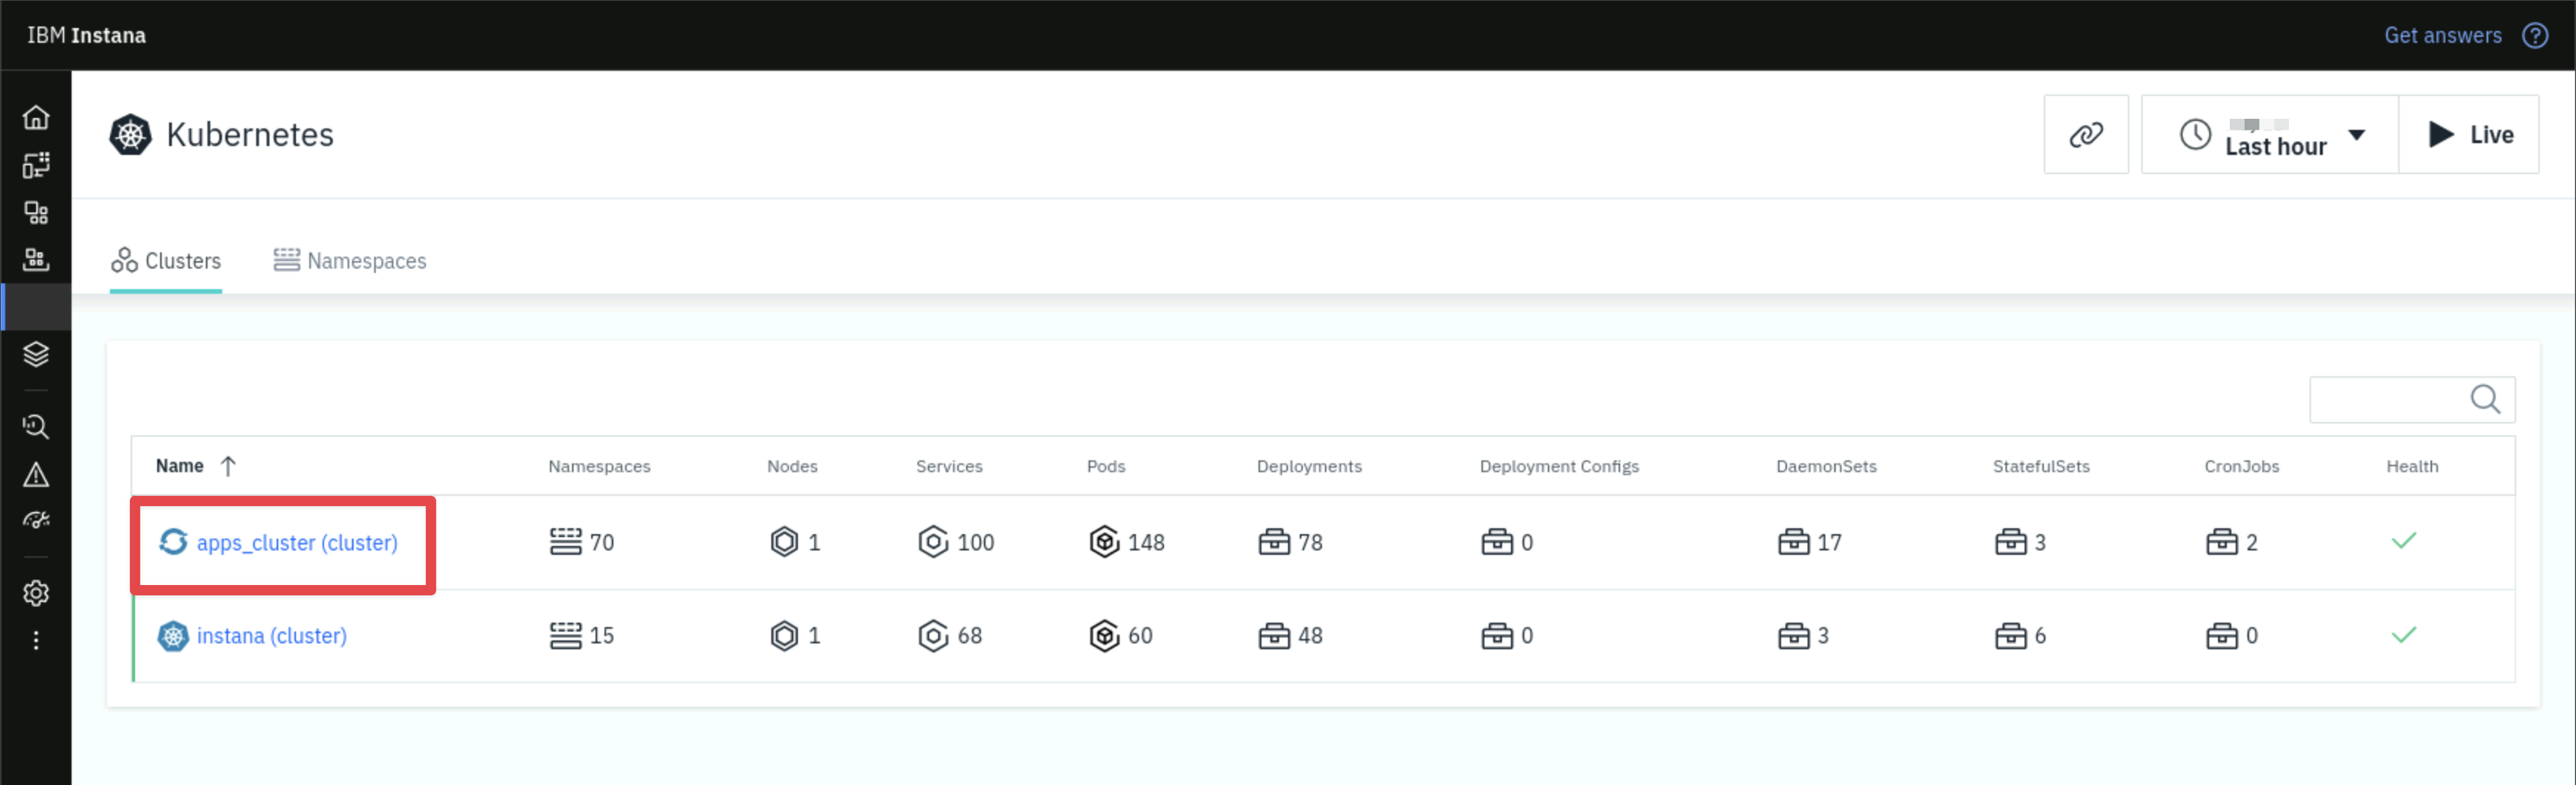 IBM Instana
Get answers
Kubernetes
Last hour
Live
Clusters
Namespaces
Name Namespaces Nodes Services Pods Deployments Deployment Configs DaemonSets StatefulSets CronJobs Health
apps_cluster (cluster) 70 1 100 148 78 0 17 3 2
instana (cluster) 15 1 68 60 48 0 3 6 0